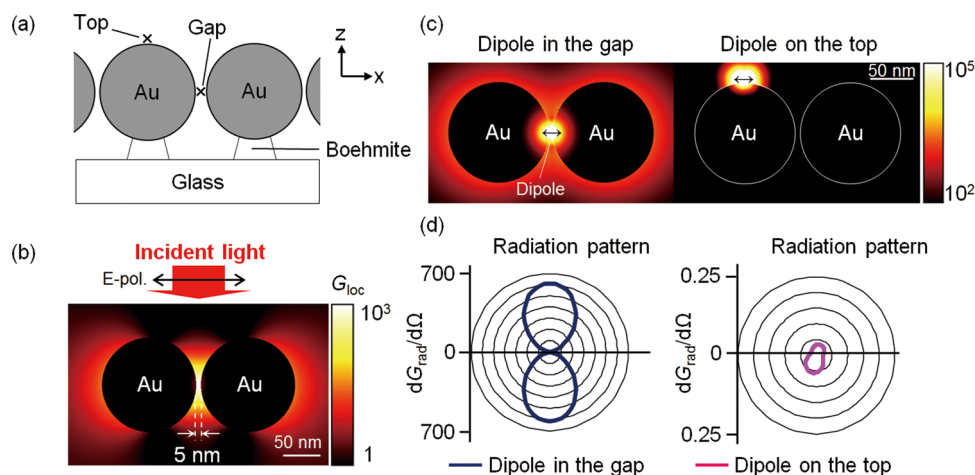 (a)
Top
Gap
z
x
Au
Au
Boehmite
Glass
(b)
Incident light
E-pol.
G_loc
10³
Au
Au
5 nm
50 nm
1
(c)
Dipole in the gap
Dipole on the top
50 nm
10⁵
Au
Au
Au
Au
Dipole
10²
(d)
Radiation pattern
Radiation pattern
700
0.25
dG_rad/dΩ
0
dG_rad/dΩ
0
700
0.25
Dipole in the gap
Dipole on the top